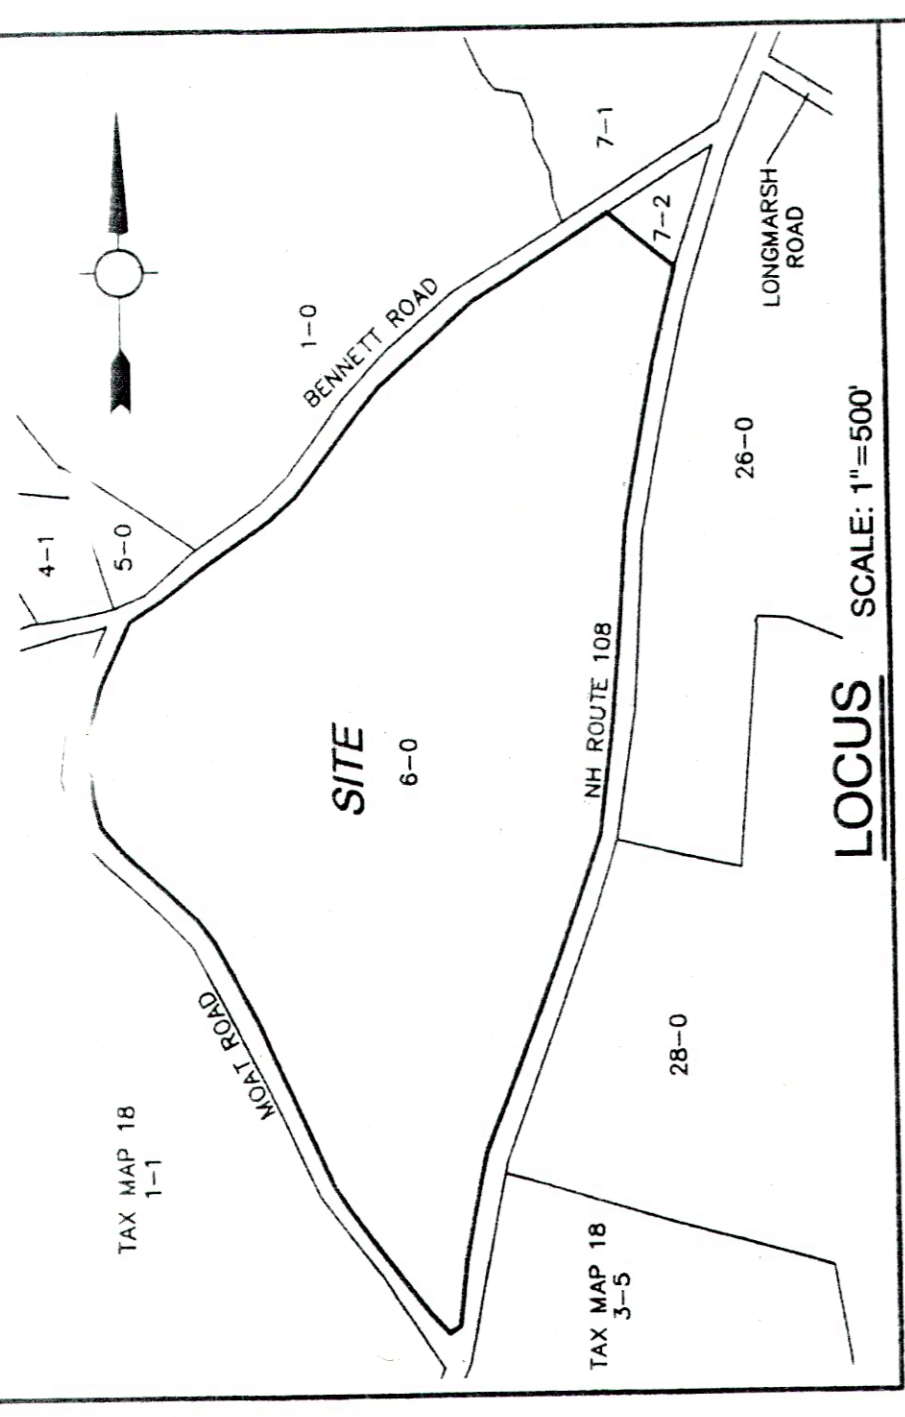 TAX MAP 18
1-1
MOAT ROAD
SITE
6-0
4-1
5-0
1-0
BENNETT ROAD
7-1
7-2
NH ROUTE 108
TAX MAP 18
3-5
28-0
26-0
LONGMARSH
ROAD
LOCUS
SCALE: 1"=500'